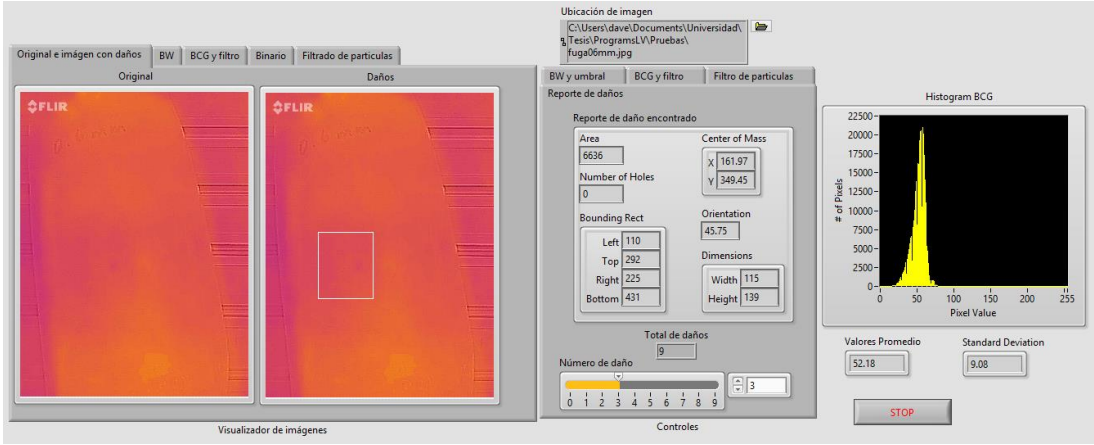 Ubicación de imagen
C:\Users\dave\Documents\Universidad\
Tesis\ProgramsLV\Pruebas\
fuga06mm.jpg
Original e imágen con daños
BW
BCG y filtro
Binario
Filtrado de particulas
Original
Daños
FLIR
FLIR
Visualizador de imágenes
BW y umbral
BCG y filtro
Filtro de particulas
Reporte de daños
Reporte de daño encontrado
Area
6636
Number of Holes
0
Bounding Rect
Left 110
Top 292
Right 225
Bottom 431
Center of Mass
X 161.97
Y 349.45
Orientation
45.75
Dimensions
Width 115
Height 139
Total de daños
9
Número de daño
0 1 2 3 4 5 6 7 8 9
3
Controles
Histogram BCG
# of Pixels
22500
20000
17500
15000
12500
10000
7500
5000
2500
0
0 50 100 150 200 255
Pixel Value
Valores Promedio
52.18
Standard Deviation
9.08
STOP